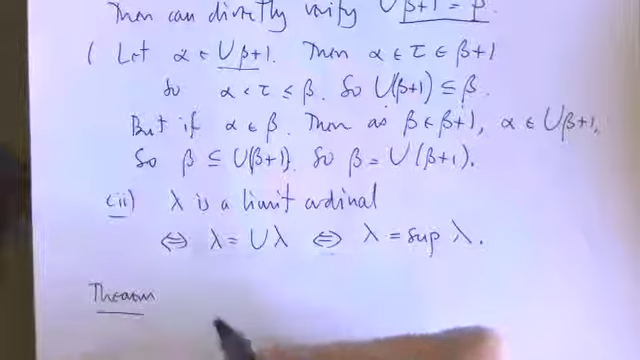 Then can directly verify ∪β+1 = β.
( Let α ∈ ∪β+1. Then α ∈ τ ∈ β+1
So α < τ ≤ β. So ∪(β+1) ⊆ β.
But if α ∈ β. Then as β ∈ β+1, α ∈ ∪β+1.
So β ⊆ ∪(β+1). So β = ∪(β+1).
(ii) λ is a limit ordinal
⇔ λ = ∪λ ⇔ λ = sup λ.
Theorem